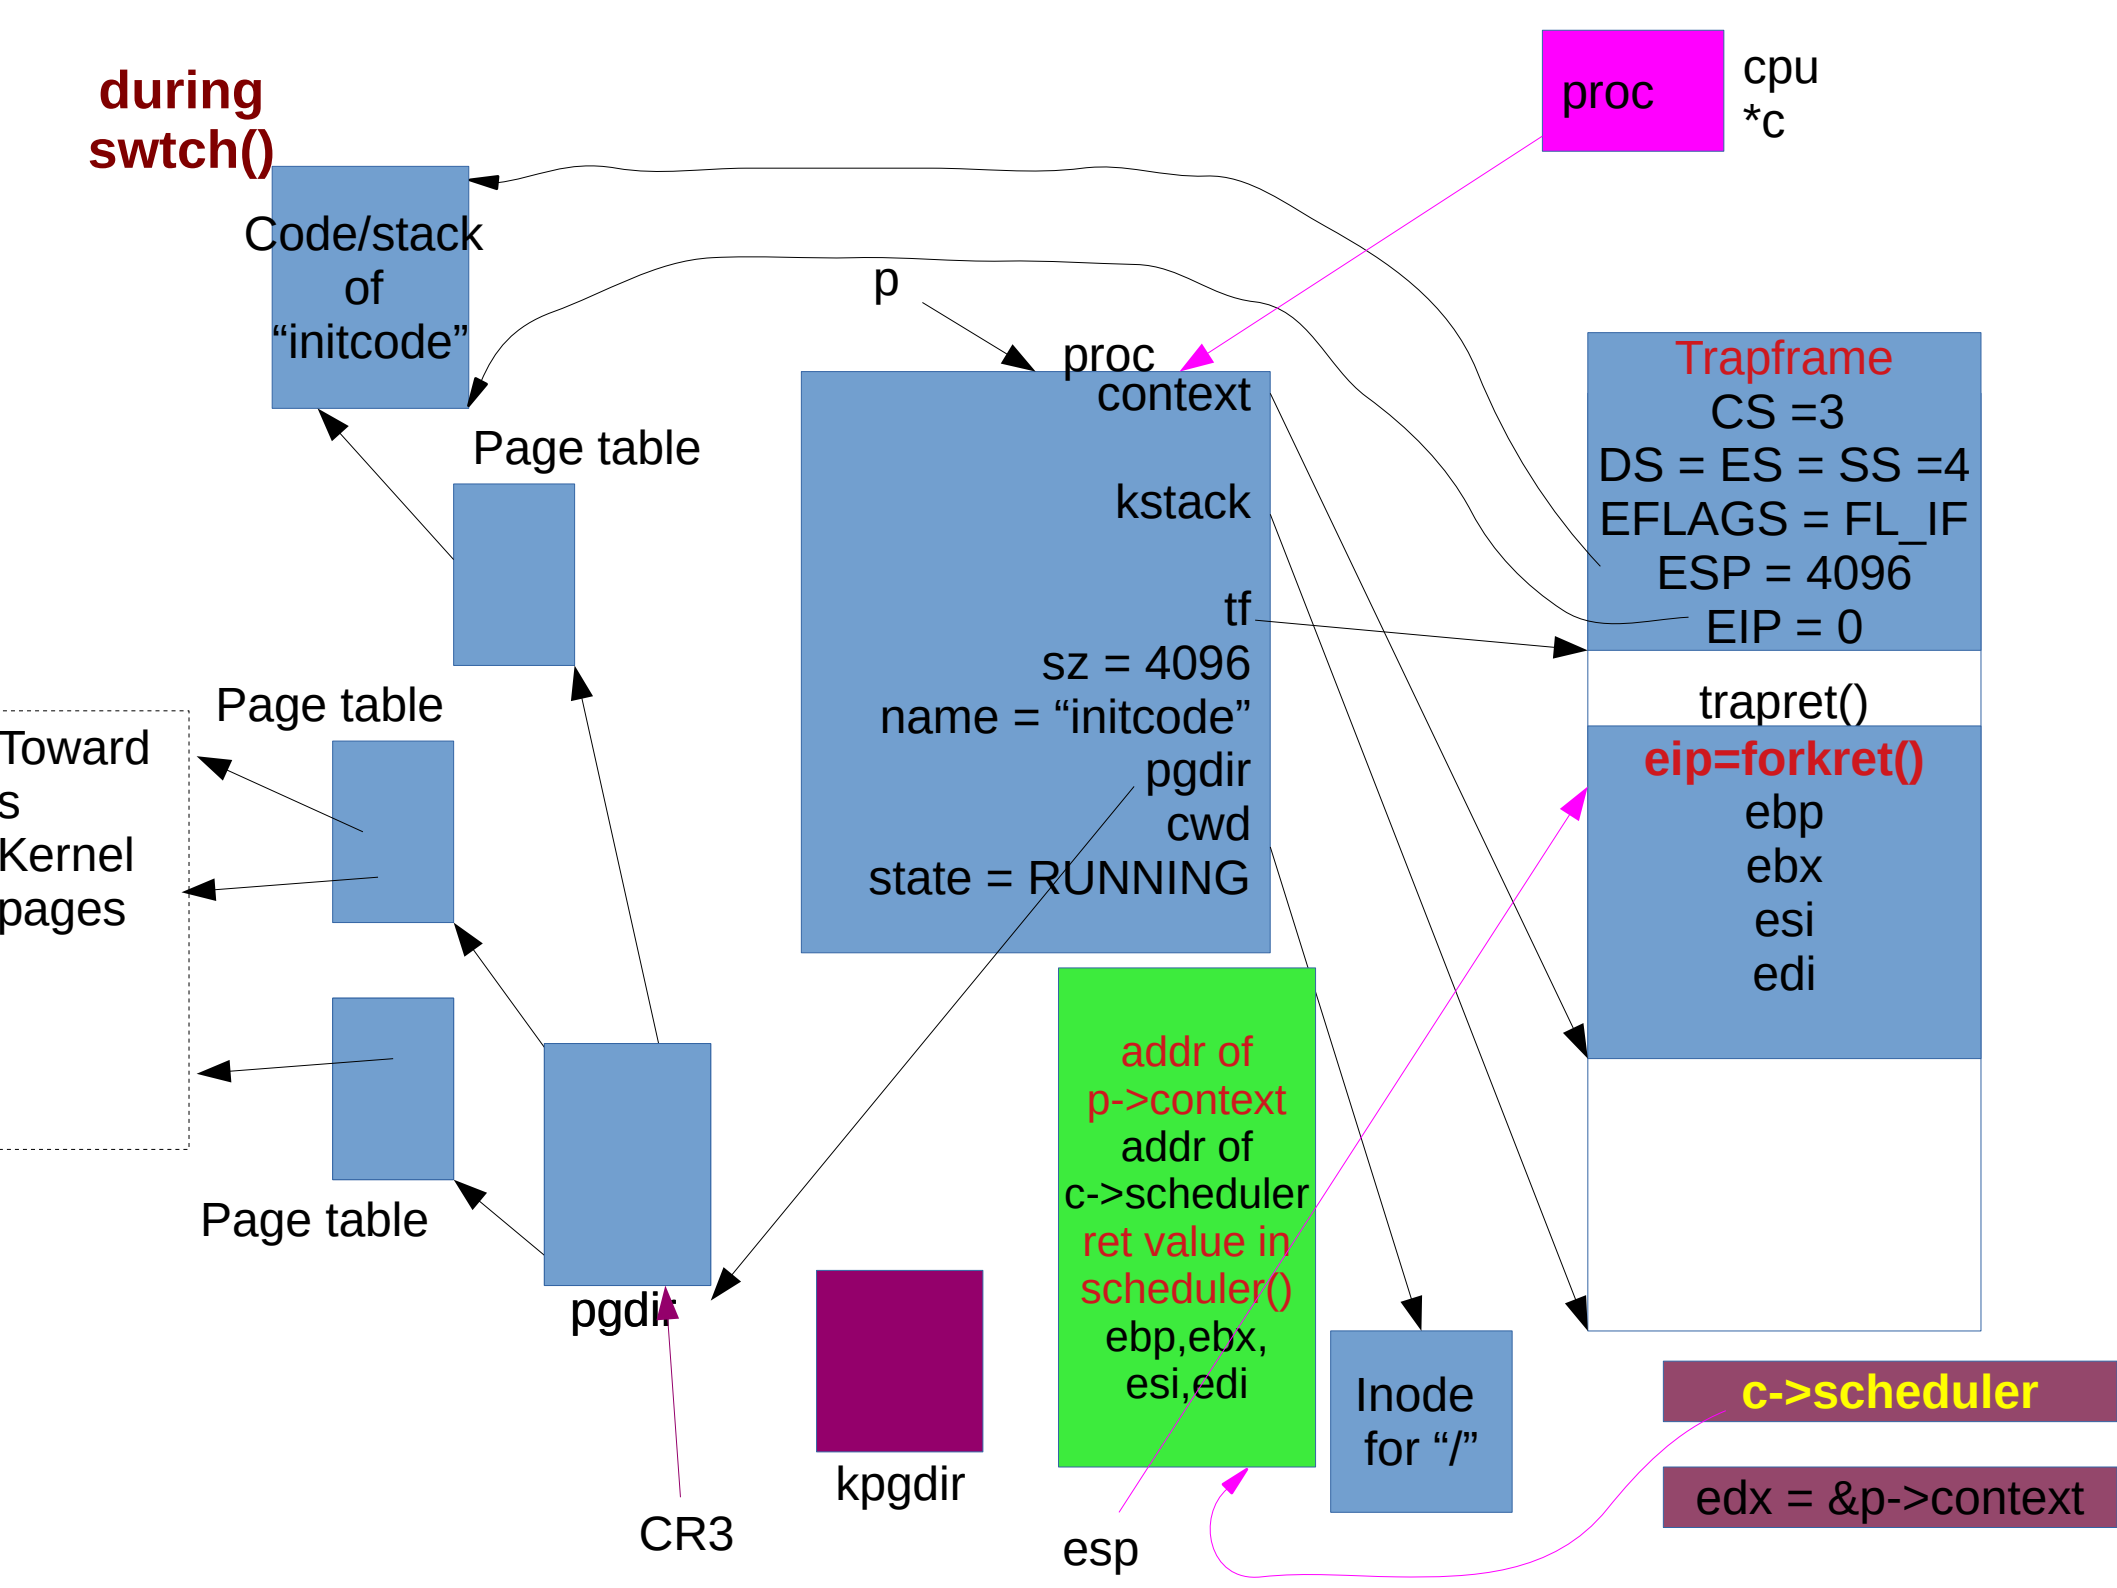 during
swtch()
proc
cpu
*c
Code/stack
of
“initcode”
p
proc
context
kstack
tf
sz = 4096
name = “initcode”
pgdir
cwd
state = RUNNING
Trapframe
CS =3
DS = ES = SS =4
EFLAGS = FL_IF
ESP = 4096
EIP = 0
trapret()
eip=forkret()
ebp
ebx
esi
edi
Page table
Page table
Toward
s
Kernel
pages
Page table
pgdir
CR3
kpgdir
addr of
p->context
addr of
c->scheduler
ret value in
scheduler()
ebp,ebx,
esi,edi
esp
Inode
for “/”
c->scheduler
edx = &p->context